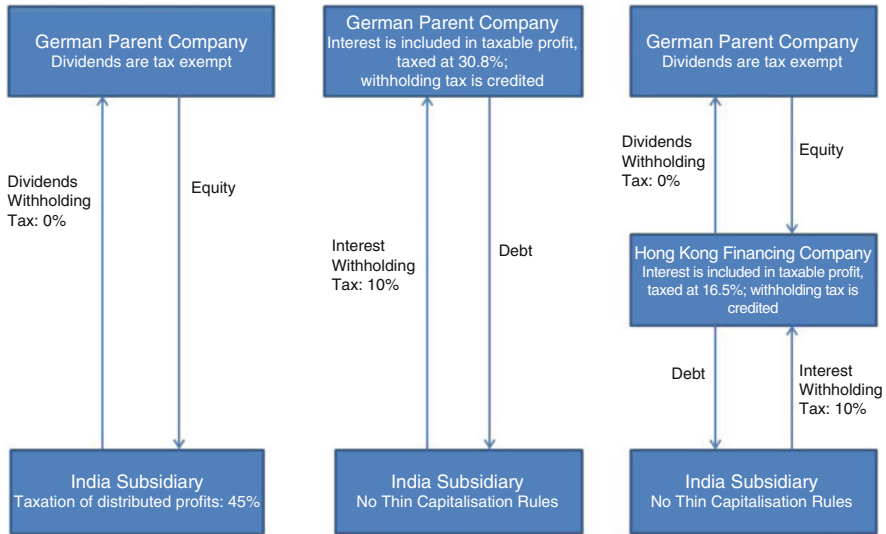 German Parent Company
Dividends are tax exempt
Dividends
Withholding
Tax: 0%
Equity
India Subsidiary
Taxation of distributed profits: 45%
German Parent Company
Interest is included in taxable profit,
taxed at 30.8%;
withholding tax is credited
Interest
Withholding
Tax: 10%
Debt
India Subsidiary
No Thin Capitalisation Rules
German Parent Company
Dividends are tax exempt
Dividends
Withholding
Tax: 0%
Equity
Hong Kong Financing Company
Interest is included in taxable profit,
taxed at 16.5%; withholding tax is
credited
Debt
Interest
Withholding
Tax: 10%
India Subsidiary
No Thin Capitalisation Rules